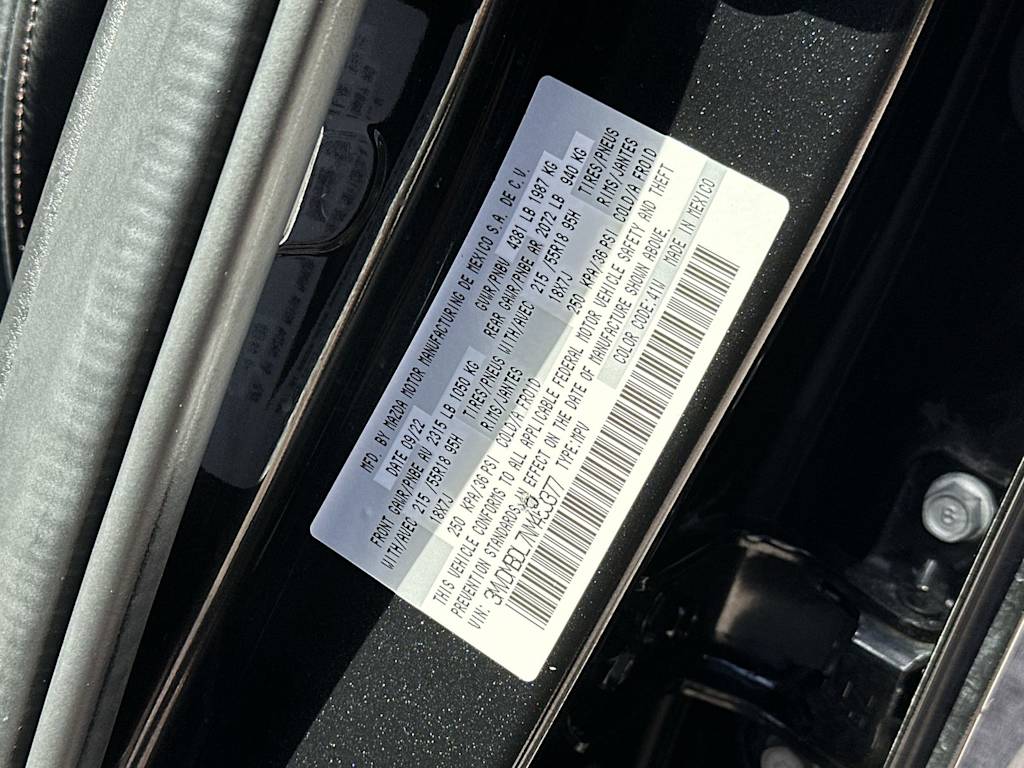 MFD. BY MAZDA MOTOR MANUFACTURING DE MEXICO S.A. DE C.V.
DATE 09/22 GVWR/PNBV 4381 LB 1987 KG
FRONT GAWR/PNBE AV 2315 LB 1050 KG REAR GAWR/PNBE AR 2072 LB 940 KG
WITH/AVEC 215 /55R18 95H TIRES/PNEUS WITH/AVEC 215 /55R18 95H TIRES/PNEUS
18X7J RIMS/JANTES 18X7J RIMS/JANTES
250 KPA/36 PSI COLD/A FROID 250 KPA/36 PSI COLD/A FROID
THIS VEHICLE CONFORMS TO ALL APPLICABLE FEDERAL MOTOR VEHICLE SAFETY AND THEFT
PREVENTION STANDARDS IN EFFECT ON THE DATE OF MANUFACTURE SHOWN ABOVE.
VIN: TYPE:MPV COLOR CODE:41W MADE IN MEXICO